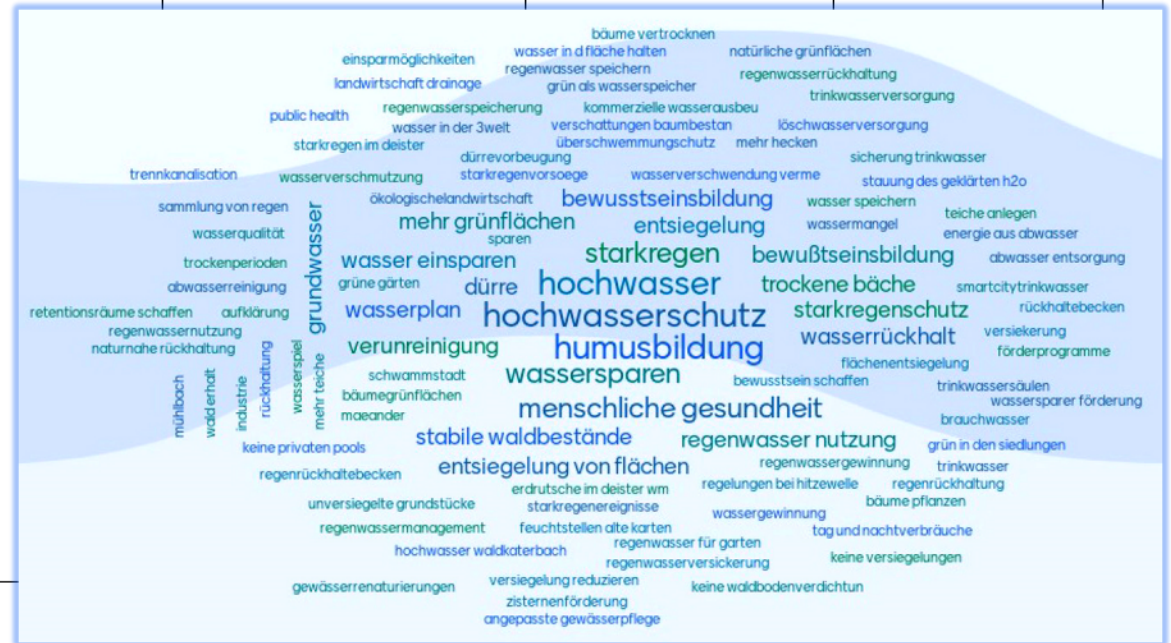 bäume vertrocknen
wasser in d fläche halten
natürliche grünflächen
einsparmöglichkeiten
regenwasser speichern
regenwasserrückhaltung
landwirtschaft drainage
grün als wasserspeicher
trinkwasserversorgung
public health
regenwasserspeicherung
kommerzielle wasserausbeu
wasser in der 3welt
verschattungen baumbestan
löschwasserversorgung
starkregen im deister
überschwemmungschutz
mehr hecken
dürrevorbeugung
sicherung trinkwasser
trennkanalisation
wasserverschmutzung
starkregenvorsoege
wasserverschwendung verme
stauung des geklärten h2o
sammlung von regen
ökologischelandwirtschaft
bewusstseinsbildung
wasser speichern
teiche anlegen
wasserqualität
mehr grünflächen
entsiegelung
wassermangel
energie aus abwasser
sparen
trockenperioden
grundwasser
wasser einsparen
starkregen
bewußtseinsbildung
abwasser entsorgung
abwasserreinigung
grüne gärten
dürre
hochwasser
trockene bäche
smartcitytrinkwasser
retentionsräume schaffen
aufklärung
wasserplan
hochwasserschutz
starkregenschutz
rückhaltebecken
regenwassernutzung
wasserrückhalt
versiekerung
naturnahe rückhaltung
verunreinigung
humusbildung
förderprogramme
flächenentsiegelung
mühlbach
walderhalt
industrie
rückhaltung
wasserspiel
mehr teiche
schwammstadt
wassersparen
bewusstsein schaffen
trinkwassersäulen
bäumegrünflächen
wassersparer förderung
maeander
menschliche gesundheit
brauchwasser
keine privaten pools
stabile waldbestände
regenwasser nutzung
grün in den siedlungen
regenrückhaltebecken
entsiegelung von flächen
regenwassergewinnung
trinkwasser
erdrutsche im deister wm
regelungen bei hitzewelle
regenrückhaltung
unversiegelte grundstücke
starkregenereignisse
bäume pflanzen
wassergewinnung
regenwassermanagement
feuchtstellen alte karten
tag und nachtverbräuche
hochwasser waldkaterbach
regenwasser für garten
keine versiegelungen
regenwasserversickerung
gewässerrenaturierungen
versiegelung reduzieren
keine waldbodenverdichtun
zisternenförderung
angepasste gewässerpflege